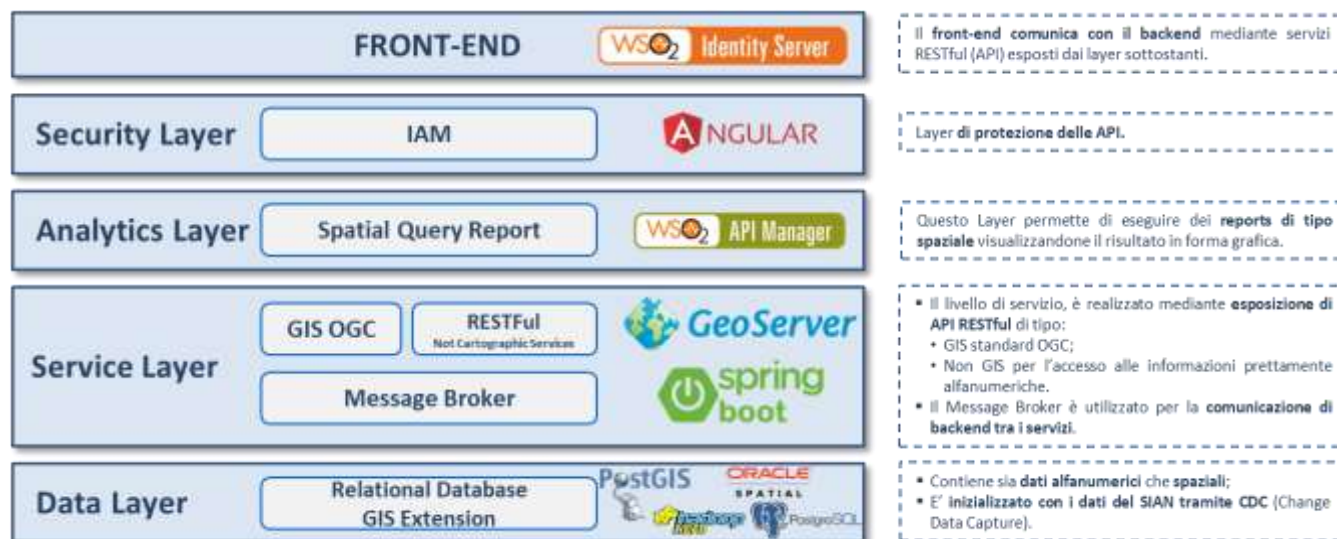 FRONT-END
WSO2 Identity Server
Il front-end comunica con il backend mediante servizi
RESTful (API) esposti dai layer sottostanti.
Security Layer
IAM
ANGULAR
Layer di protezione delle API.
Analytics Layer
Spatial Query Report
WSO2 API Manager
Questo Layer permette di eseguire dei reports di tipo
spaziale visualizzandone il risultato in forma grafica.
Service Layer
GIS OGC
RESTFul
Not Cartographic Services
Message Broker
GeoServer
spring
boot
▪ Il livello di servizio, è realizzato mediante esposizione di
API RESTful di tipo:
• GIS standard OGC;
• Non GIS per l'accesso alle informazioni prettamente
alfanumeriche.
▪ Il Message Broker è utilizzato per la comunicazione di
backend tra i servizi.
Data Layer
Relational Database
GIS Extension
PostGIS
ORACLE
SPATIAL
hadoop
PostgreSQL
▪ Contiene sia dati alfanumerici che spaziali;
▪ E' inizializzato con i dati del SIAN tramite CDC (Change
Data Capture).